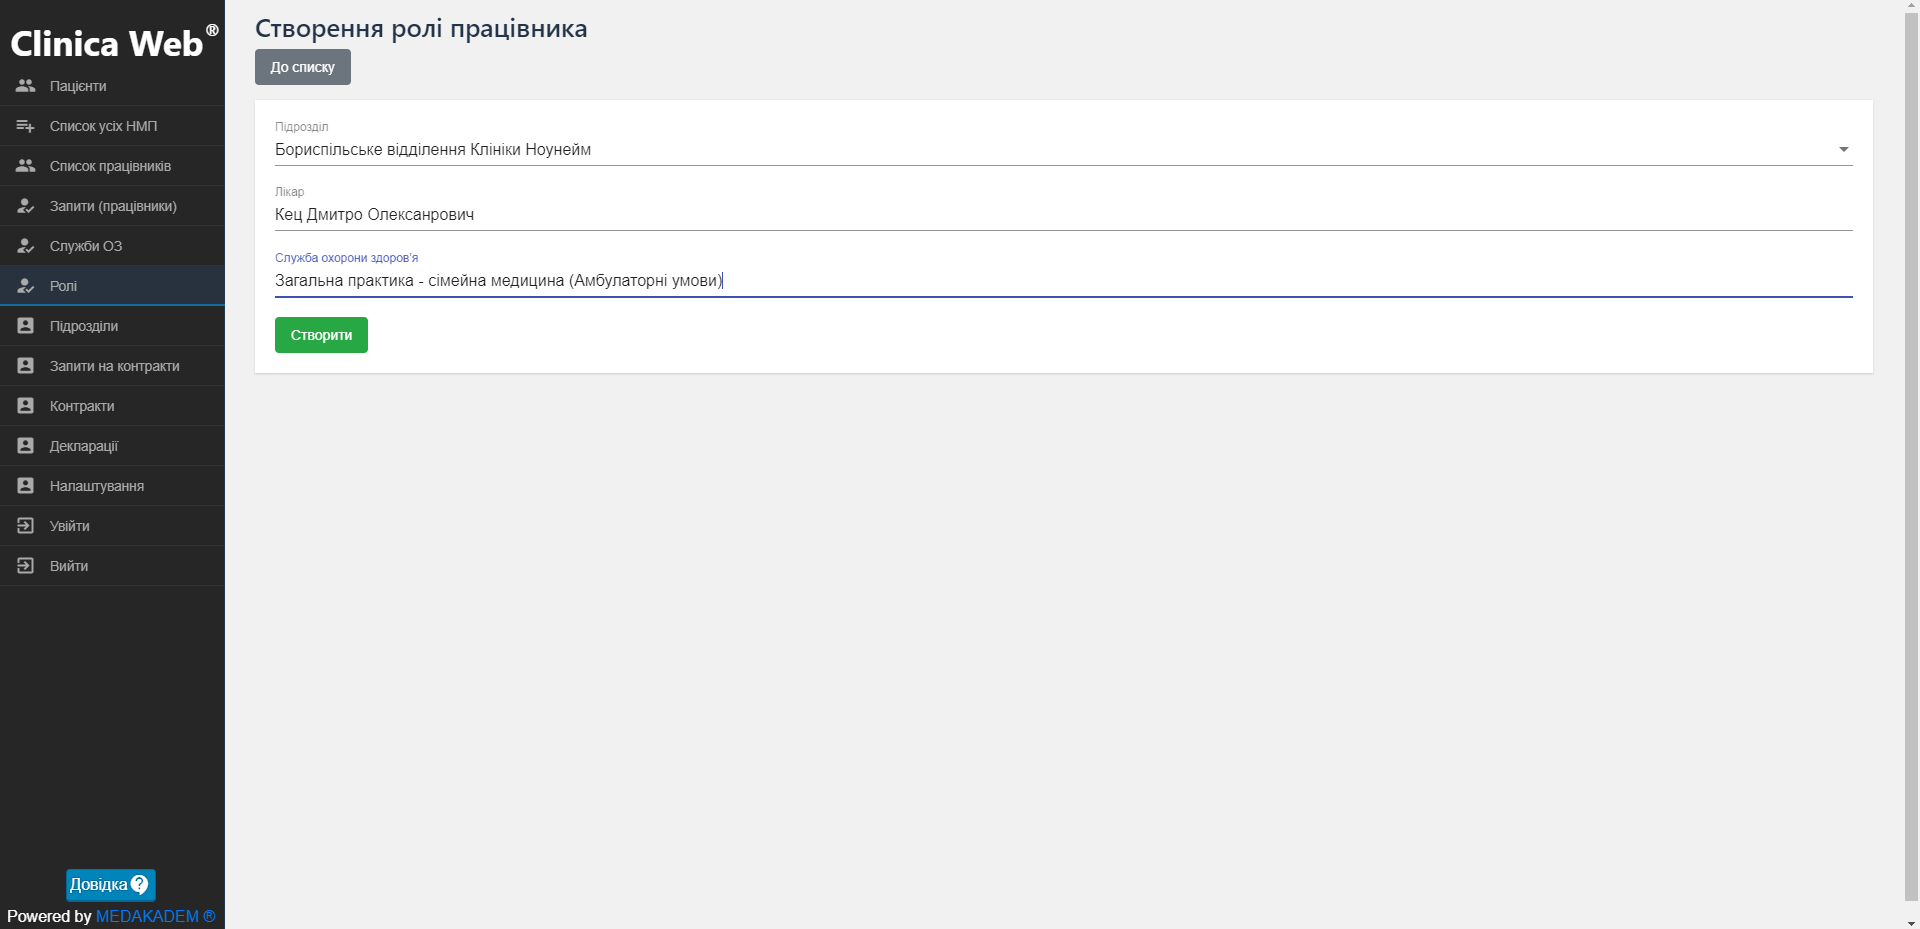 Clinica Web®
Пацієнти
Список усіх НМП
Список працівників
Запити (працівники)
Служби ОЗ
Ролі
Підрозділи
Запити на контракти
Контракти
Декларації
Налаштування
Увійти
Вийти
Довідка ?
Powered by MEDAKADEM ®
Створення ролі працівника
До списку
Підрозділ
Бориспільське відділення Клініки Ноунейм
Лікар
Кец Дмитро Олексанрович
Служба охорони здоров'я
Загальна практика - сімейна медицина (Амбулаторні умови)
Створити